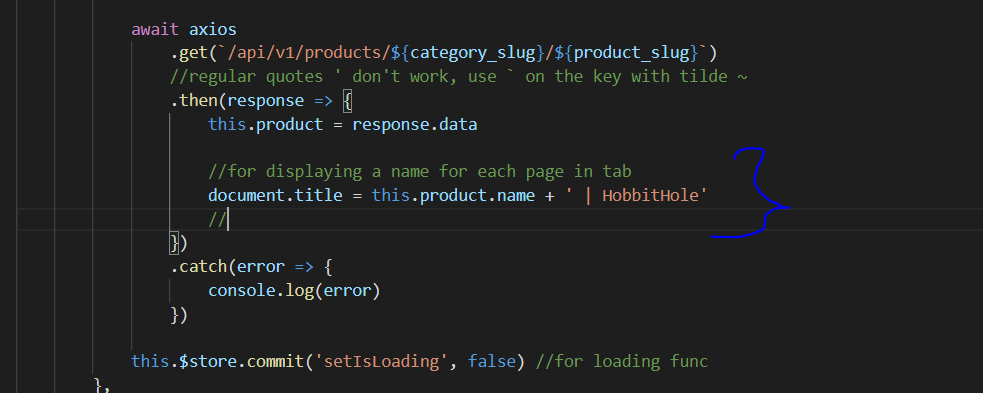 await axios
.get(`/api/v1/products/${category_slug}/${product_slug}`)
//regular quotes ' don't work, use ` on the key with tilde ~
.then(response => {
this.product = response.data
//for displaying a name for each page in tab
document.title = this.product.name + ' | HobbitHole'
//
})
.catch(error => {
console.log(error)
})
this.$store.commit('setIsLoading', false) //for loading func
},